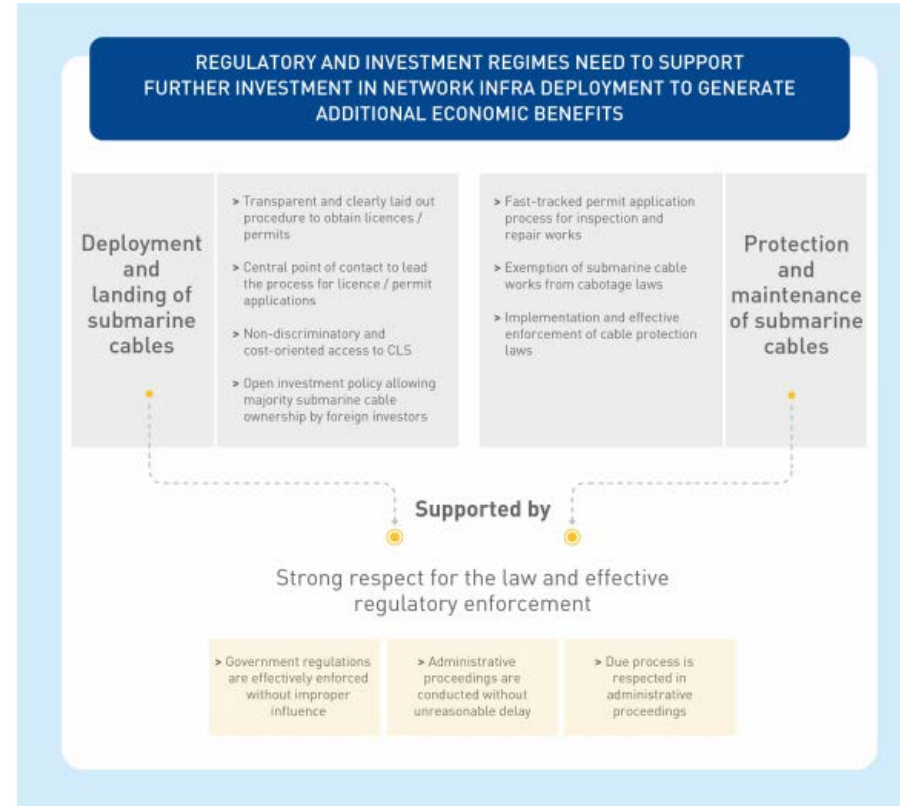 REGULATORY AND INVESTMENT REGIMES NEED TO SUPPORT
FURTHER INVESTMENT IN NETWORK INFRA DEPLOYMENT TO GENERATE
ADDITIONAL ECONOMIC BENEFITS
Deployment
and
landing of
submarine
cables
> Transparent and clearly laid out
procedure to obtain licences /
permits
> Central point of contact to lead
the process for licence / permit
applications
> Non-discriminatory and
cost-oriented access to CLS
> Open investment policy allowing
majority submarine cable
ownership by foreign investors
> Fast-tracked permit application
process for inspection and
repair works
> Exemption of submarine cable
works from cabotage laws
> Implementation and effective
enforcement of cable protection
laws
Protection
and
maintenance
of submarine
cables
Supported by
Strong respect for the law and effective
regulatory enforcement
> Government regulations
are effectively enforced
without improper
influence
> Administrative
proceedings are
conducted without
unreasonable delay
> Due process is
respected in
administrative
proceedings